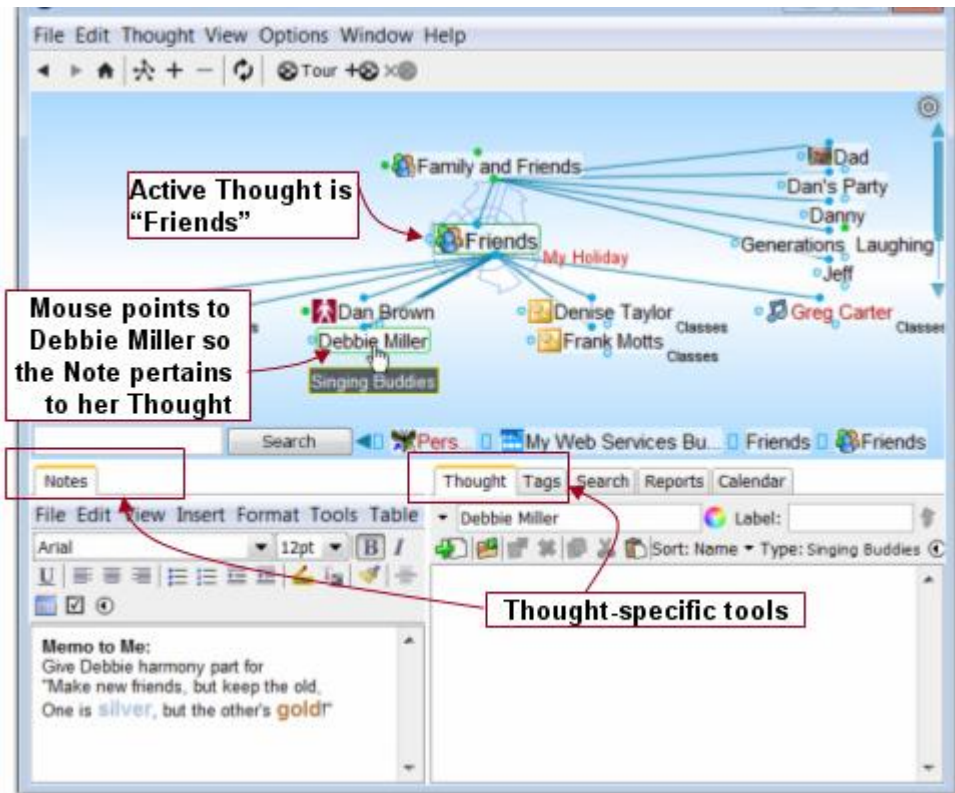 File Edit Thought View Options Window Help
Tour
Family and Friends
Dad
Dan's Party
Active Thought is
“Friends”
Danny
Friends
Generations Laughing
My Holiday
Jeff
Mouse points to
Debbie Miller so
the Note pertains
to her Thought
Dan Brown
Denise Taylor
Classes
Greg Carter
Classes
Debbie Miller
Frank Motts
Classes
Singing Buddies
Search Pers... My Web Services Bu... Friends Friends
Notes
Thought Tags Search Reports Calendar
File Edit View Insert Format Tools Table
Debbie Miller Label:
Arial 12pt B I
Sort: Name Type: Singing Buddies
U
Thought-specific tools
Memo to Me:
Give Debbie harmony part for
"Make new friends, but keep the old,
One is silver, but the other's gold!"